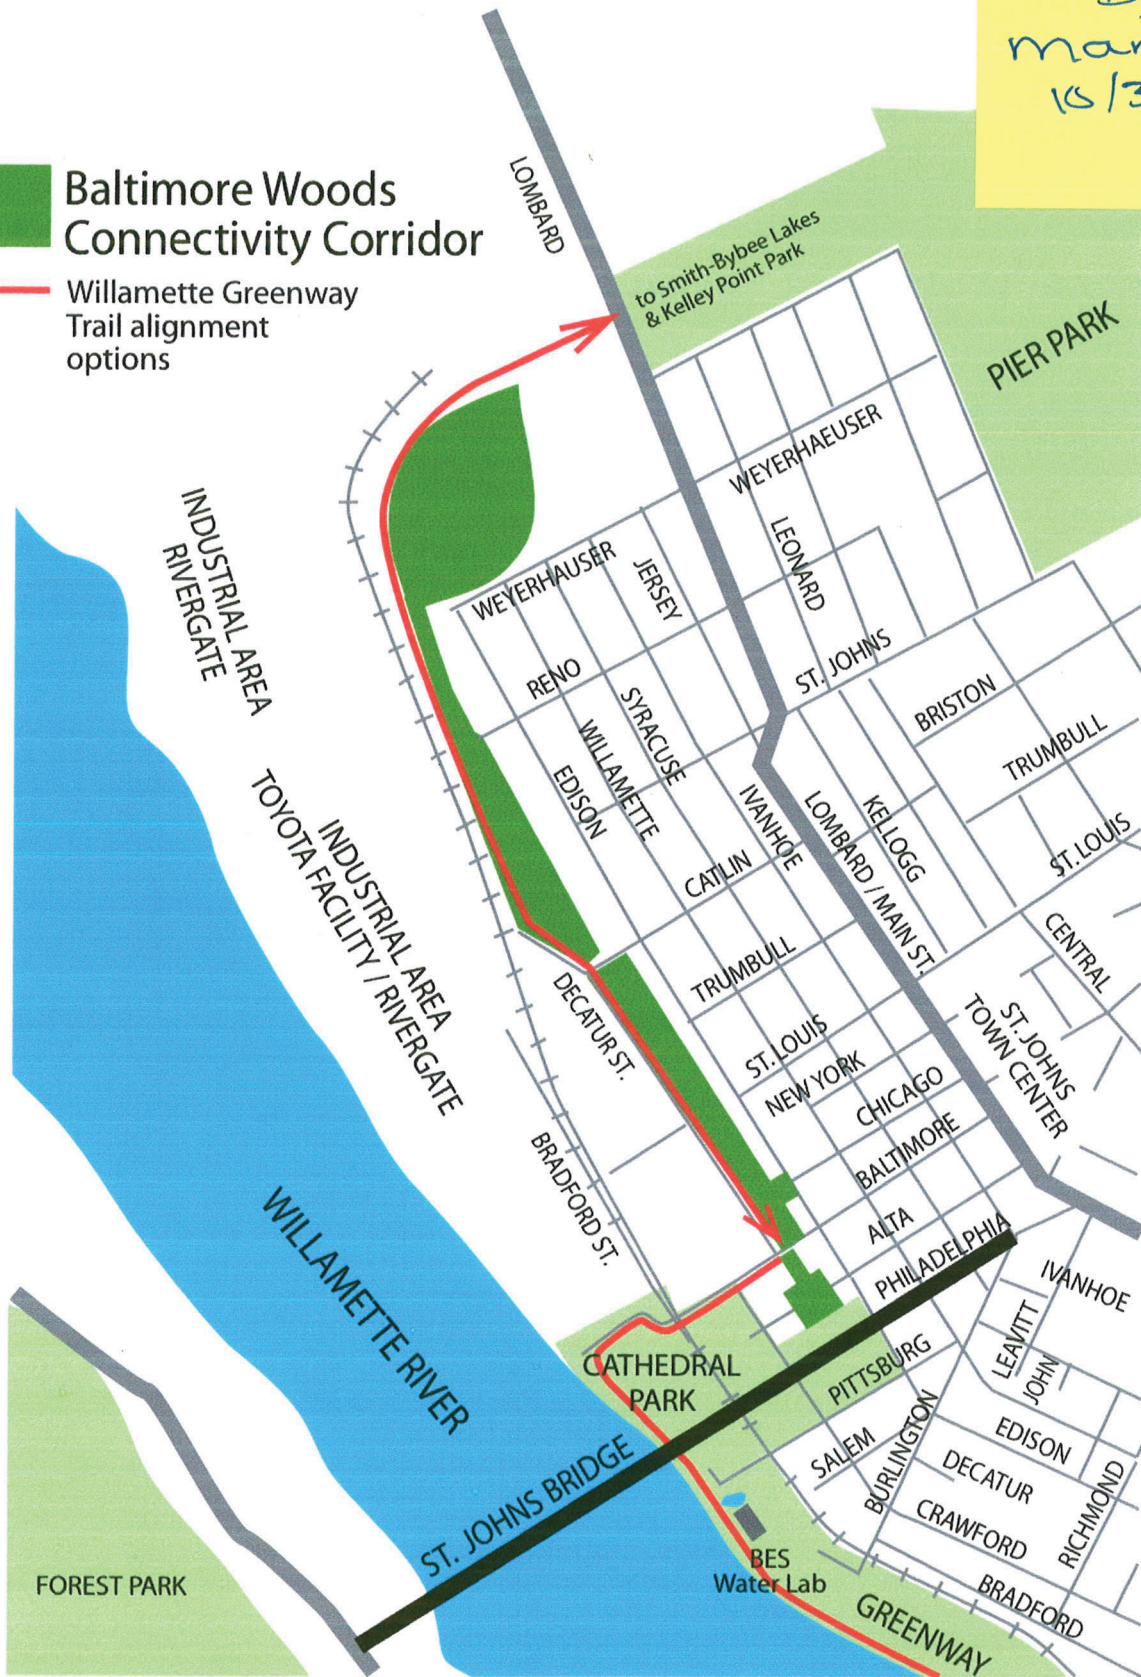 Baltimore Woods
Connectivity Corridor
Willamette Greenway
Trail alignment
options
LOMBARD
to Smith-Bybee Lakes
& Kelley Point Park
PIER PARK
WEYERHAEUSER
LEONARD
INDUSTRIAL AREA
RIVERGATE
WEYERHAUSER
JERSEY
RENO
ST. JOHNS
SYRACUSE
WILLAMETTE
EDISON
BRISTON
TRUMBULL
IVANHOE
LOMBARD / MAIN ST.
KELLOGG
ST. LOUIS
INDUSTRIAL AREA
TOYOTA FACILITY / RIVERGATE
CATLIN
TRUMBULL
CENTRAL
DECATUR ST.
ST. LOUIS
NEW YORK
ST. JOHNS
TOWN CENTER
CHICAGO
BALTIMORE
BRADFORD ST.
ALTA
PHILADELPHIA
WILLAMETTE RIVER
IVANHOE
LEAVITT
JOHN
CATHEDRAL
PARK
PITTSBURG
SALEM
BURLINGTON
EDISON
DECATUR
RICHMOND
CRAWFORD
ST. JOHNS BRIDGE
BES
Water Lab
BRADFORD
FOREST PARK
GREENWAY